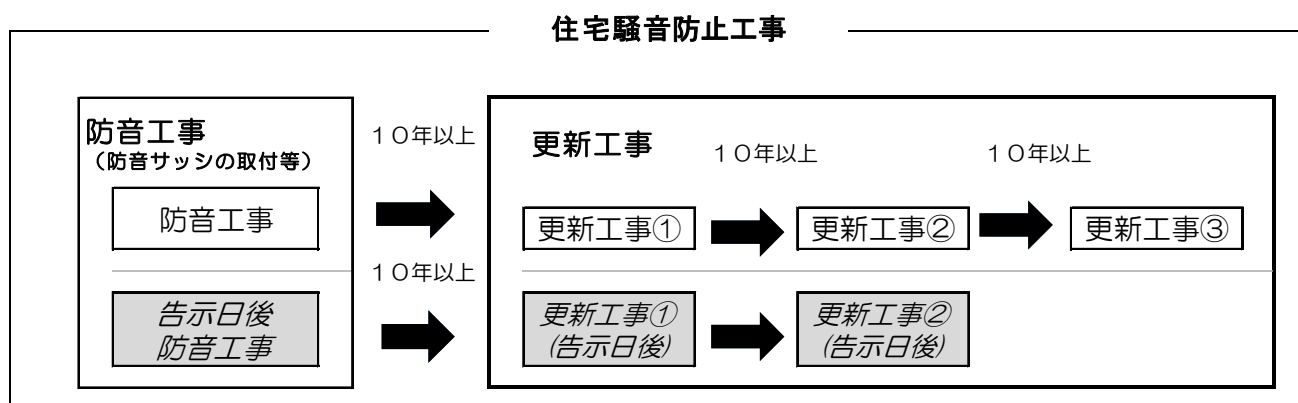 住宅騒音防止工事
防音工事
(防音サッシの取付等)
防音工事
告示日後
防音工事
10年以上
10年以上
更新工事
10年以上
10年以上
更新工事①
更新工事②
更新工事③
更新工事①
(告示日後)
更新工事②
(告示日後)